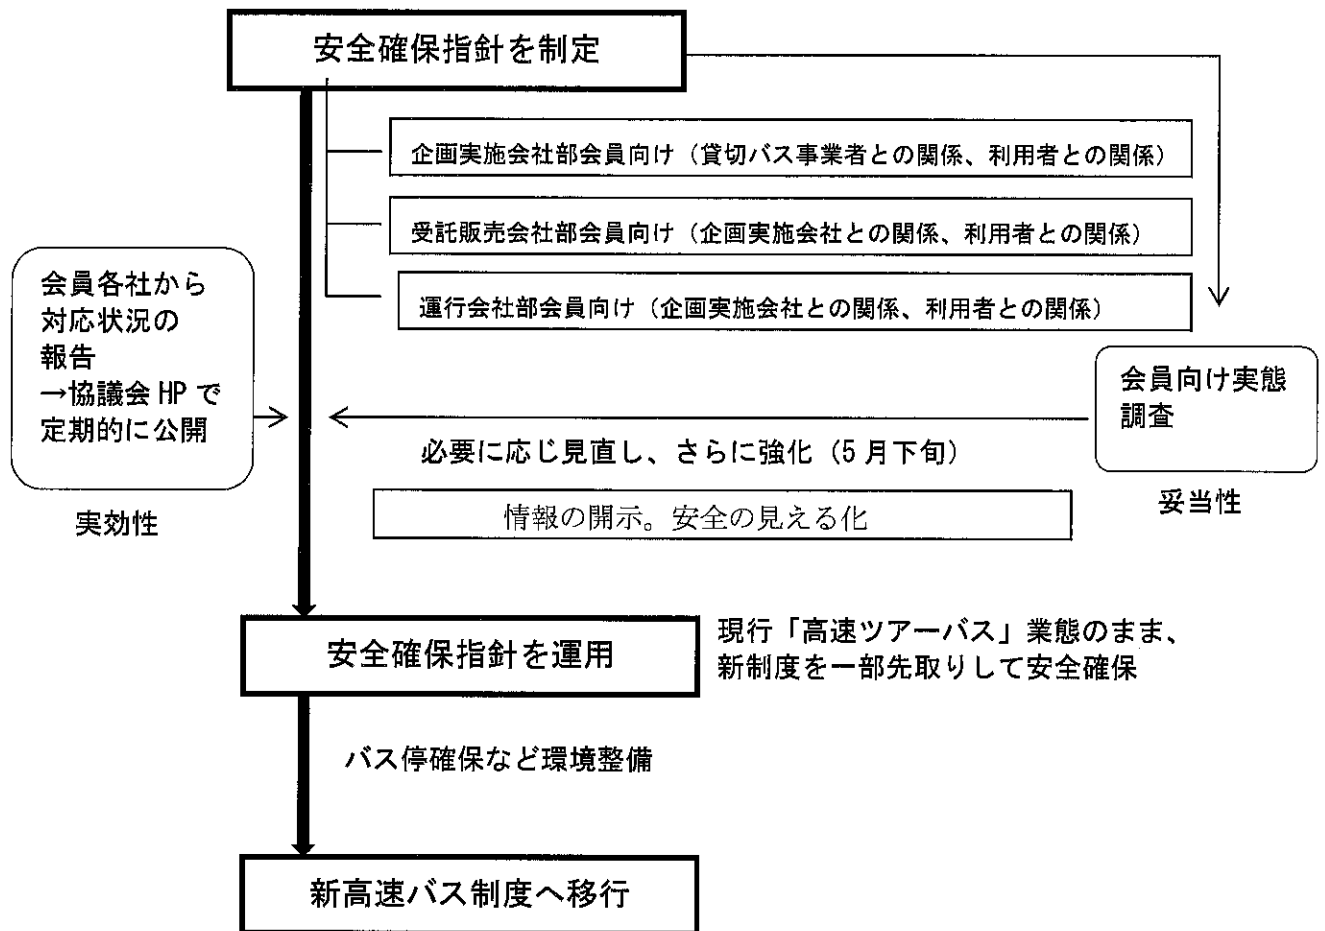 安全確保指針を制定
企画実施会社部会員向け（貸切バス事業者との関係、利用者との関係）
受託販売会社部会員向け（企画実施会社との関係、利用者との関係）
運行会社部会員向け（企画実施会社との関係、利用者との関係）
会員各社から
対応状況の
報告
→協議会 HP で
定期的に公開
実効性
会員向け実態
調査
妥当性
必要に応じ見直し、さらに強化（5 月下旬）
情報の開示。安全の見える化
安全確保指針を運用
現行「高速ツアーバス」業態のまま、
新制度を一部先取りして安全確保
バス停確保など環境整備
新高速バス制度へ移行